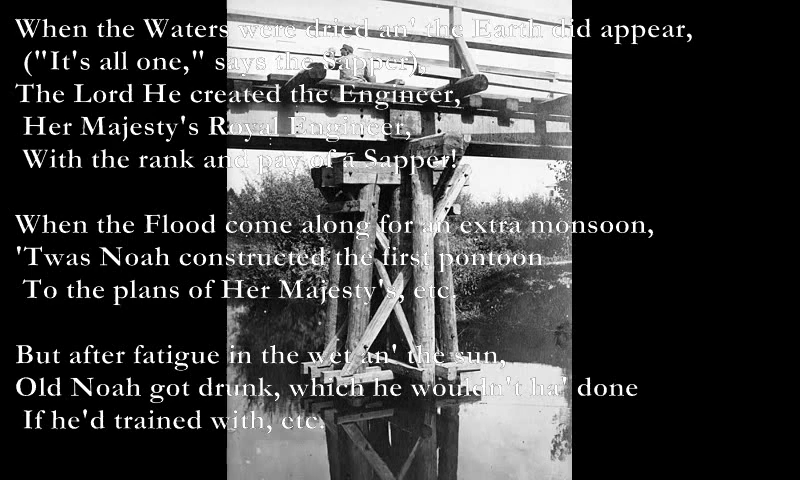 When the Waters were dried an' the Earth did appear,
("It's all one," says the Sapper),
The Lord He created the Engineer,
Her Majesty's Royal Engineer,
With the rank and pay of a Sapper!
When the Flood come along for an extra monsoon,
'Twas Noah constructed the first pontoon
To the plans of Her Majesty's, etc.
But after fatigue in the wet an' the sun,
Old Noah got drunk, which he wouldn't ha' done
If he'd trained with, etc.